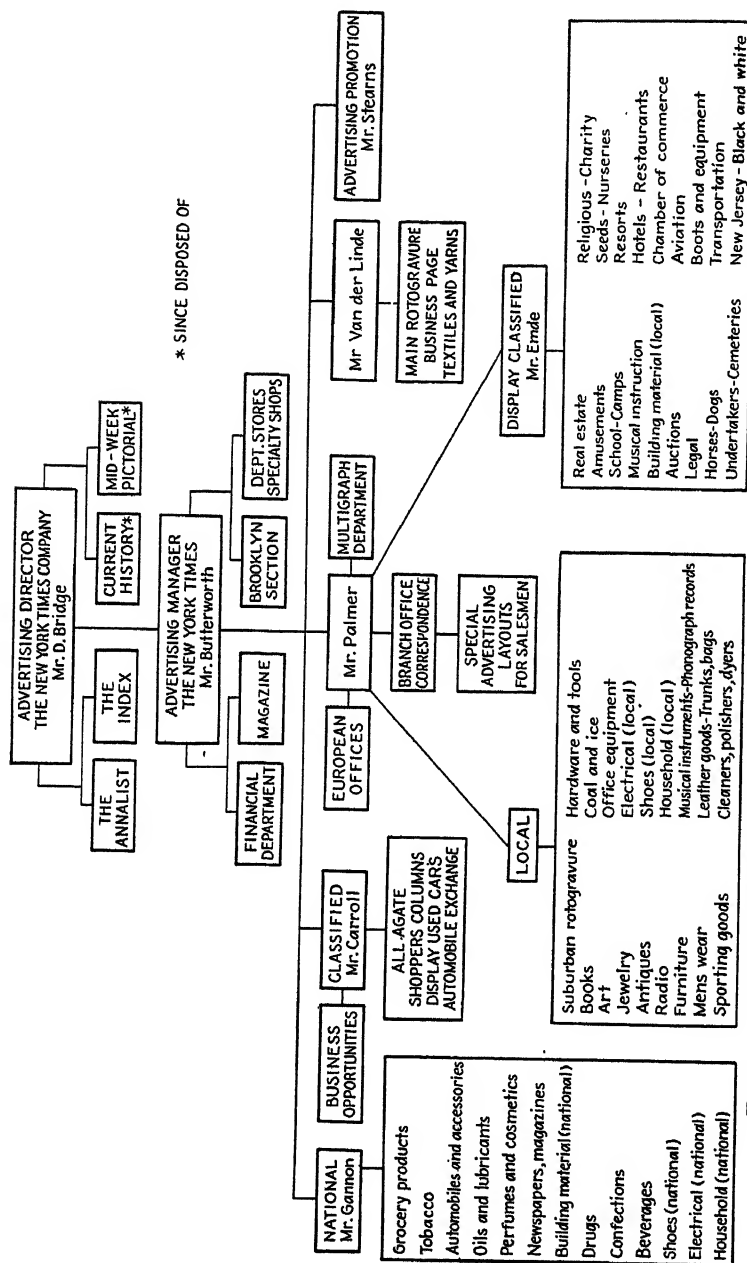 ADVERTISING DIRECTOR
THE NEW YORK TIMES COMPANY
Mr. D. Bridge
THE
ANNALIST
THE
INDEX
CURRENT
HISTORY*
MID-WEEK
PICTORIAL*
* SINCE DISPOSED OF
ADVERTISING MANAGER
THE NEW YORK TIMES
Mr. Butterworth
FINANCIAL
DEPARTMENT
MAGAZINE
BROOKLYN
SECTION
DEPT. STORES
SPECIALTY SHOPS
NATIONAL
Mr. Gannon
BUSINESS
OPPORTUNITIES
CLASSIFIED
Mr. Carroll
EUROPEAN
OFFICES
Mr. Palmer
MULTIGRAPH
DEPARTMENT
Mr Van der Linde
ADVERTISING PROMOTION
Mr. Stearns
Grocery products
Tobacco
Automobiles and accessories
Oils and lubricants
Perfumes and cosmetics
Newspapers, magazines
Building material (national)
Drugs
Confections
Beverages
Shoes (national)
Electrical (national)
Household (national)
ALL AGATE
SHOPPERS COLUMNS
DISPLAY USED CARS
AUTOMOBILE EXCHANGE
BRANCH OFFICE
CORRESPONDENCE
SPECIAL
ADVERTISING
LAYOUTS
FOR SALESMEN
MAIN ROTOGRAVURE
BUSINESS PAGE
TEXTILES AND YARNS
LOCAL
Suburban rotogravure
Books
Art
Jewelry
Antiques
Radio
Furniture
Mens wear
Sporting goods
Hardware and tools
Coal and ice
Office equipment
Electrical (local)
Shoes (local)
Household (local)
Musical instruments-Phonograph records
Leather goods-Trunks, bags
Cleaners, polishers, dyers
DISPLAY CLASSIFIED
Mr. Emde
Real estate
Amusements
School-Camps
Musical instruction
Building material (local)
Auctions
Legal
Horses-Dogs
Undertakers-Cemeteries
Religious-Charity
Seeds-Nurseries
Resorts
Hotels - Restaurants
Chamber of commerce
Aviation
Boots and equipment
Transportation
New Jersey - Black and white